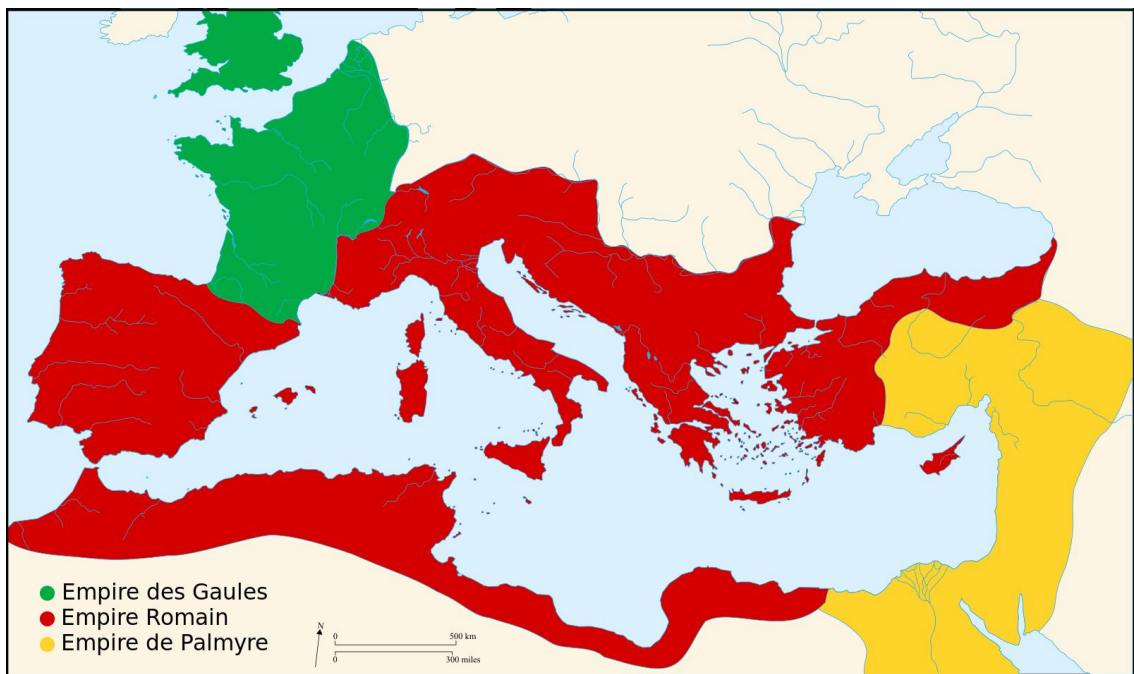 Empire des Gaules
Empire Romain
Empire de Palmyre
N
0 500 km
0 300 miles